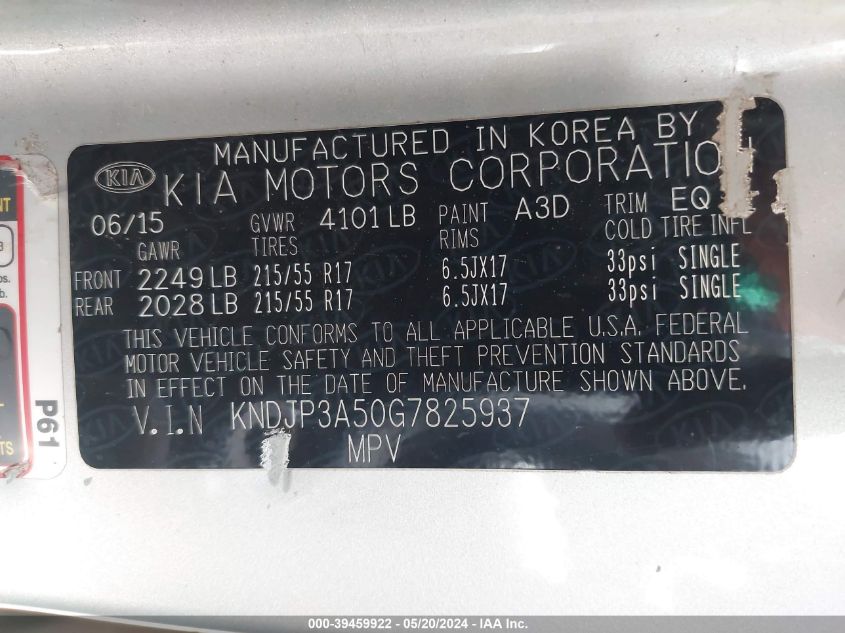 MANUFACTURED IN KOREA BY
KIA KIA MOTORS CORPORATION
06/15 GVWR 4101 LB PAINT A3D TRIM EQ
GAWR TIRES RIMS COLD TIRE INFL
FRONT 2249 LB 215/55 R17 6.5JX17 33psi SINGLE
REAR 2028 LB 215/55 R17 6.5JX17 33psi SINGLE
THIS VEHICLE CONFORMS TO ALL APPLICABLE U.S.A. FEDERAL
MOTOR VEHICLE SAFETY AND THEFT PREVENTION STANDARDS
IN EFFECT ON THE DATE OF MANUFACTURE SHOWN ABOVE.
V.I.N KNDJP3A50G7825937
MPV
P61
000-39459922 - 05/20/2024 - IAA Inc.